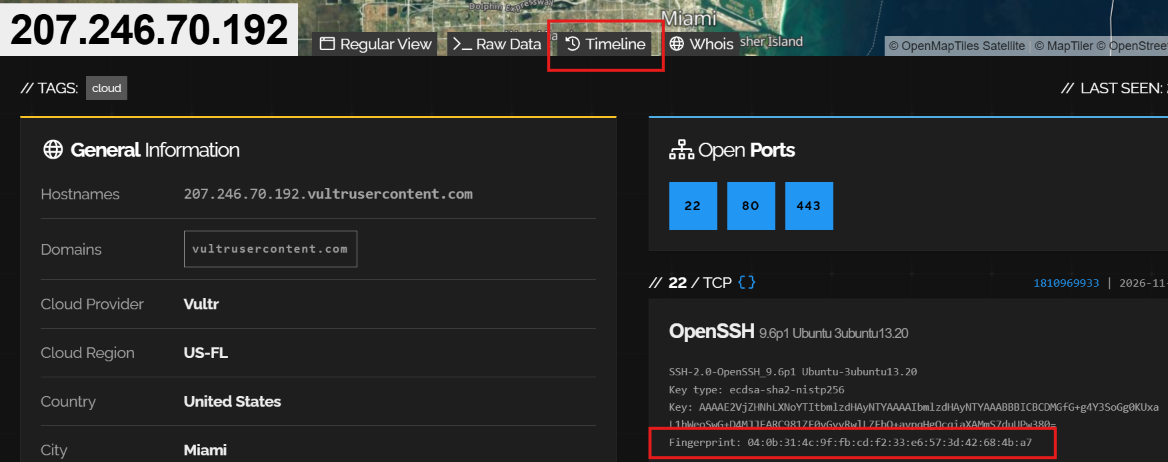 Dolphin Expressway
Miami
207.246.70.192
Regular View
>_ Raw Data
Timeline
Whois
sher Island
© OpenMapTiles Satellite | © MapTiler © OpenStreet
// TAGS: cloud
// LAST SEEN:
General Information
Hostnames 207.246.70.192.vultrusercontent.com
Domains vultrusercontent.com
Cloud Provider Vultr
Cloud Region US-FL
Country United States
City Miami
Open Ports
22 80 443
// 22 / TCP {}
1810969933 | 2026-11-
OpenSSH 9.6p1 Ubuntu 3ubuntu13.20
SSH-2.0-OpenSSH_9.6p1 Ubuntu-3ubuntu13.20
Key type: ecdsa-sha2-nistp256
Key: AAAAE2VjZHNhLXNoYTItbmlzdHAyNTYAAAAIbmlzdHAyNTYAAABBBICBCDMGfG+g4Y3SoGg0KUxa
Fingerprint: 04:0b:31:4c:9f:fb:cd:f2:33:e6:57:3d:42:68:4b:a7